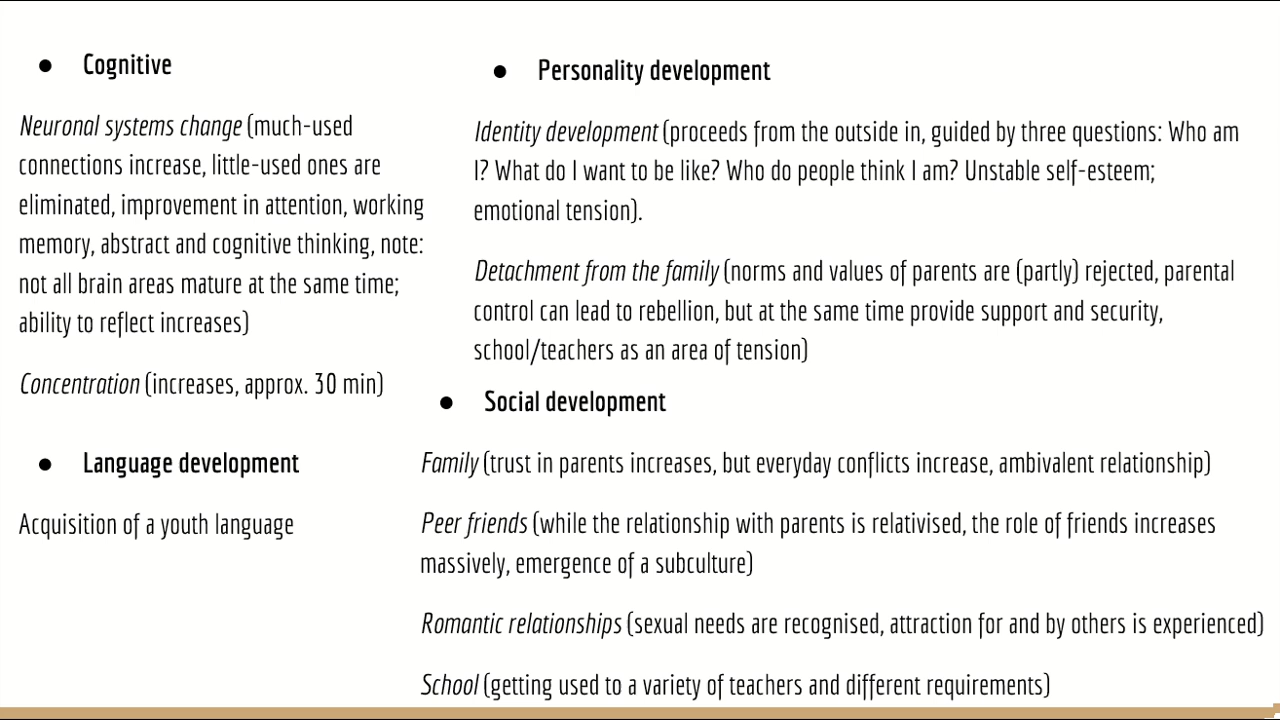 ● Cognitive
Neuronal systems change (much-used
connections increase, little-used ones are
eliminated, improvement in attention, working
memory, abstract and cognitive thinking, note:
not all brain areas mature at the same time;
ability to reflect increases)
Concentration (increases, approx. 30 min)
● Language development
Acquisition of a youth language
● Personality development
Identity development (proceeds from the outside in, guided by three questions: Who am
I? What do I want to be like? Who do people think I am? Unstable self-esteem;
emotional tension).
Detachment from the family (norms and values of parents are (partly) rejected, parental
control can lead to rebellion, but at the same time provide support and security,
school/teachers as an area of tension)
● Social development
Family (trust in parents increases, but everyday conflicts increase, ambivalent relationship)
Peer friends (while the relationship with parents is relativised, the role of friends increases
massively, emergence of a subculture)
Romantic relationships (sexual needs are recognised, attraction for and by others is experienced)
School (getting used to a variety of teachers and different requirements)